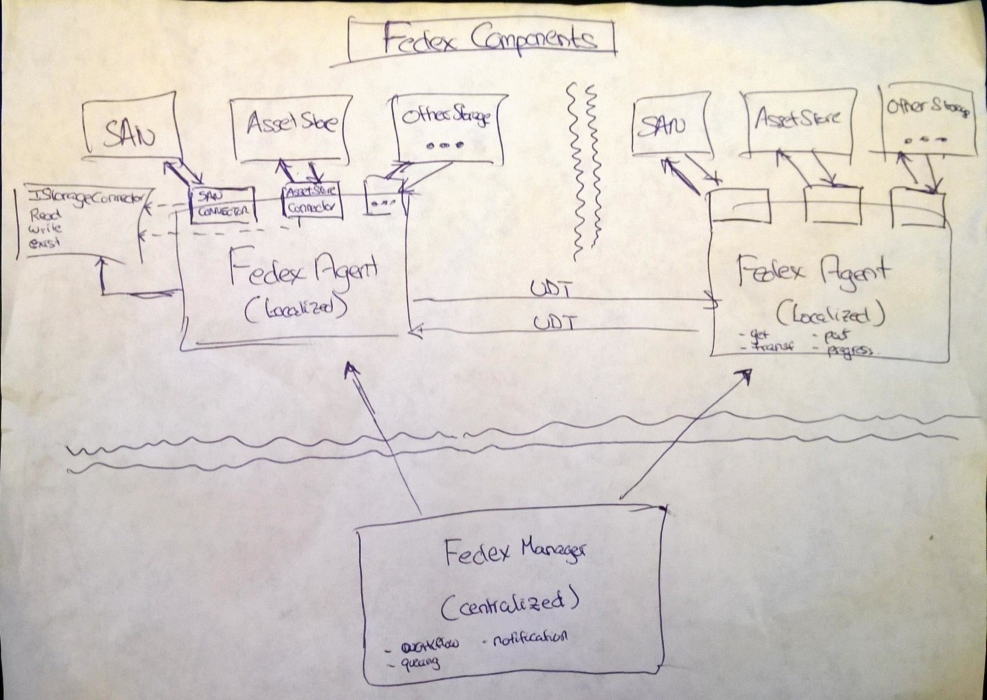 Fedex Components
SAN
Asset Store
Other Storage
...
SAN
Asset Store
Other Storage
...
IStorageConnector
Read
Write
exist
SAN
CONNECTOR
Asset Store
Connector
...
Fedex Agent
(Localized)
UDT
UDT
Fedex Agent
(Localized)
- get
- put
- transf
- progress
Fedex Manager
(centralized)
- workflow
- notification
- queuing